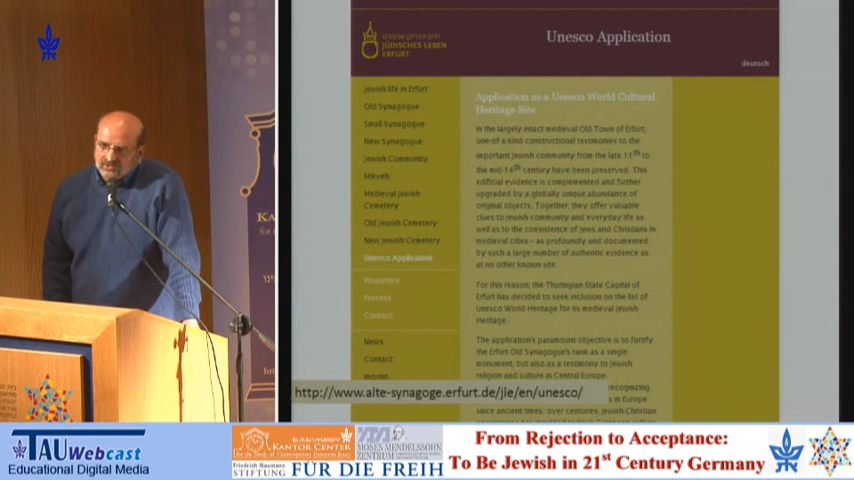 Unesco Application
JÜDISCHES LEBEN
ERFURT
deutsch
Jewish life in Erfurt
Old Synagogue
Small Synagogue
New Synagogue
Jewish Community
Mikveh
Medieval Jewish
Cemetery
Old Jewish Cemetery
New Jewish Cemetery
Unesco Application
Properties
Process
Contact
News
Contact
Imprint
Application as a Unesco World Cultural
Heritage Site
In the largely intact medieval Old Town of Erfurt,
one-of-a-kind constructional testimonies to the
important Jewish community from the late 11th to
the mid-14th century have been preserved. This
edificial evidence is complemented and further
upgraded by a globally unique abundance of
original objects. Together, they offer valuable
clues to Jewish community and everyday life as
well as to the coexistence of Jews and Christians in
medieval cities – as profoundly and documented
by such a large number of authentic evidence as
at no other known site.
For this reason, the Thuringian State Capital of
Erfurt has decided to seek inclusion on the list of
Unesco World Heritage for its medieval Jewish
Heritage.
The application's paramount objective is to fortify
the Erfurt Old Synagogue's rank as a single
monument, but also as a testimony to Jewish
religion and culture in Central Europe.
recognizing
s in Europe
since ancient times: over centuries, Jewish-Christian
http://www.alte-synagoge.erfurt.de/jle/en/unesco/
TAU Webcast
Educational Digital Media
KANTOR CENTER
MOSES MENDELSSOHN
ZENTRUM
Friedrich Naumann
STIFTUNG FÜR DIE FREIH
From Rejection to Acceptance:
To Be Jewish in 21st Century Germany